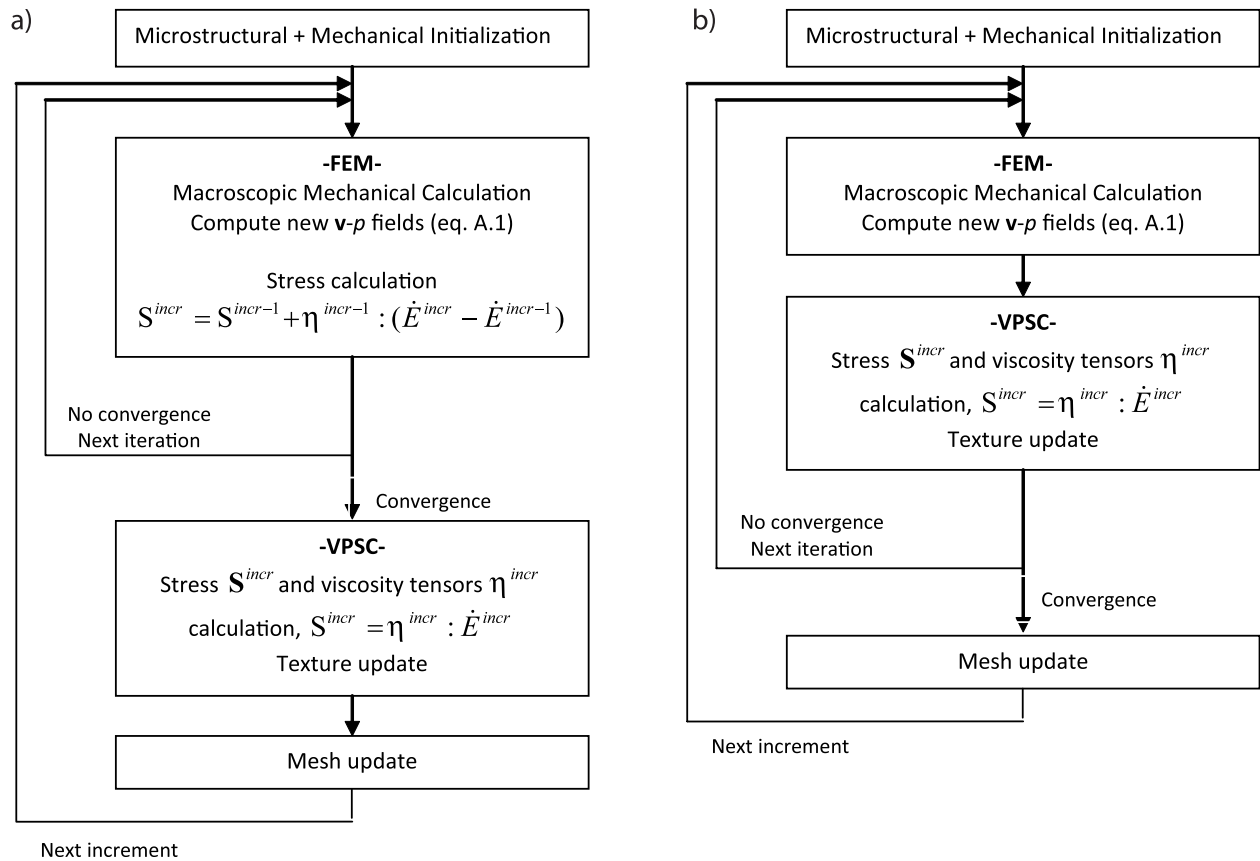 a)
Microstructural + Mechanical Initialization
-FEM-
Macroscopic Mechanical Calculation
Compute new v-p fields (eq. A.1)
Stress calculation
S^{incr} = S^{incr−1} + η^{incr−1} : (Ė^{incr} − Ė^{incr−1})
No convergence
Next iteration
Convergence
-VPSC-
Stress S^{incr} and viscosity tensors η^{incr}
calculation, S^{incr} = η^{incr} : Ė^{incr}
Texture update
Mesh update
Next increment
b)
Microstructural + Mechanical Initialization
-FEM-
Macroscopic Mechanical Calculation
Compute new v-p fields (eq. A.1)
-VPSC-
Stress S^{incr} and viscosity tensors η^{incr}
calculation, S^{incr} = η^{incr} : Ė^{incr}
Texture update
No convergence
Next iteration
Convergence
Mesh update
Next increment